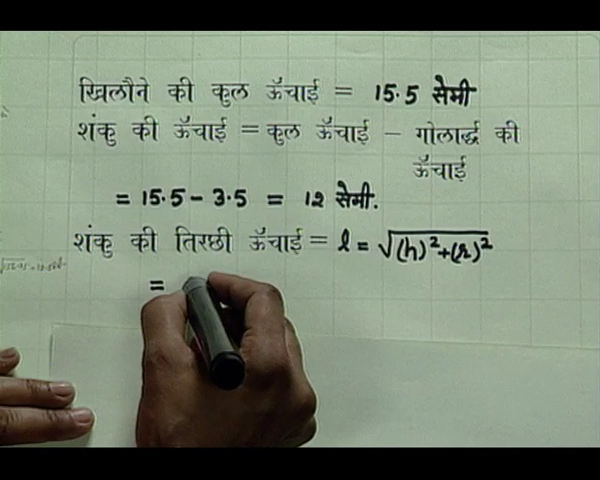 खिलौने की कुल ऊँचाई = 15.5 सेमी
शंकु की ऊँचाई = कुल ऊँचाई - गोलार्द्ध की
ऊँचाई
= 15.5 - 3.5 = 12 सेमी.
शंकु की तिरछी ऊँचाई = l = √(h)²+(r)²
=